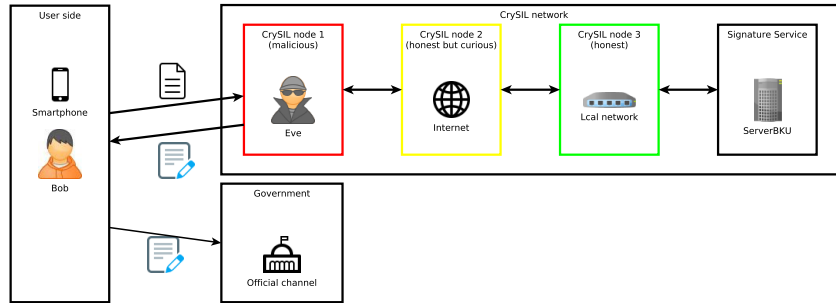 User side
Smartphone
Bob
CrySIL network
CrySIL node 1
(malicious)
Eve
CrySIL node 2
(honest but curious)
Internet
CrySIL node 3
(honest)
Lcal network
Signature Service
ServerBKU
Government
Official channel